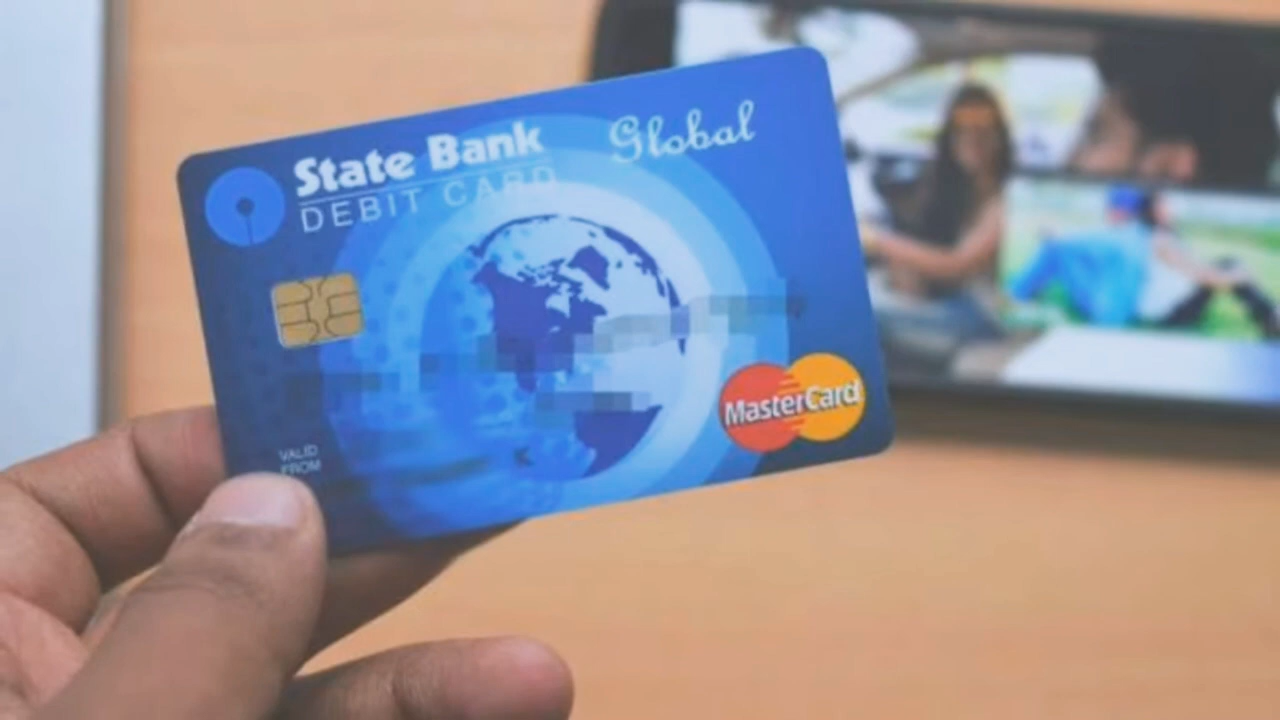 State Bank
Global
DEBIT CARD
VALID
FROM
MasterCard